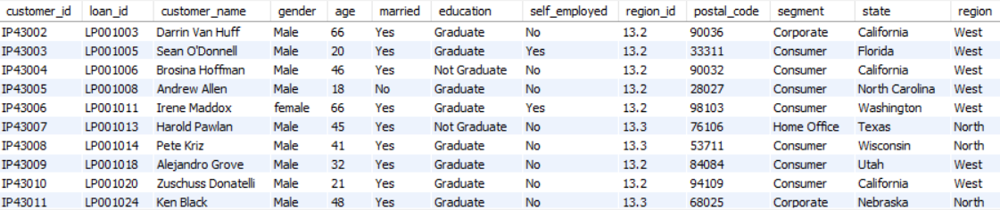 customer_id loan_id customer_name gender age married education self_employed region_id postal_code segment state region
IP43002 LP001003 Darrin Van Huff Male 66 Yes Graduate No 13.2 90036 Corporate California West
IP43003 LP001005 Sean O'Donnell Male 20 Yes Graduate Yes 13.2 33311 Consumer Florida West
IP43004 LP001006 Brosina Hoffman Male 46 Yes Not Graduate No 13.2 90032 Consumer California West
IP43005 LP001008 Andrew Allen Male 18 No Graduate No 13.2 28027 Consumer North Carolina West
IP43006 LP001011 Irene Maddox female 66 Yes Graduate Yes 13.2 98103 Consumer Washington West
IP43007 LP001013 Harold Pawlan Male 45 Yes Not Graduate No 13.3 76106 Home Office Texas North
IP43008 LP001014 Pete Kriz Male 41 Yes Graduate No 13.3 53711 Consumer Wisconsin North
IP43009 LP001018 Alejandro Grove Male 32 Yes Graduate No 13.2 84084 Consumer Utah West
IP43010 LP001020 Zuschuss Donatelli Male 21 Yes Graduate No 13.2 94109 Consumer California West
IP43011 LP001024 Ken Black Male 48 Yes Graduate No 13.3 68025 Corporate Nebraska North